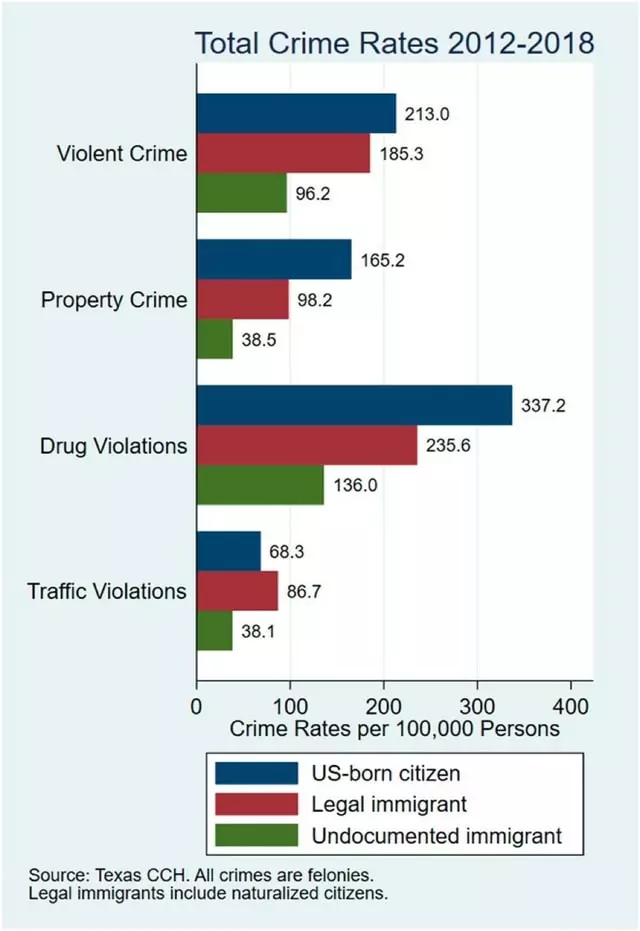 Total Crime Rates 2012-2018
213.0
Violent Crime
185.3
96.2
165.2
Property Crime
98.2
38.5
337.2
Drug Violations
235.6
136.0
68.3
Traffic Violations
86.7
38.1
0 100 200 300 400
Crime Rates per 100,000 Persons
US-born citizen
Legal immigrant
Undocumented immigrant
Source: Texas CCH. All crimes are felonies.
Legal immigrants include naturalized citizens.